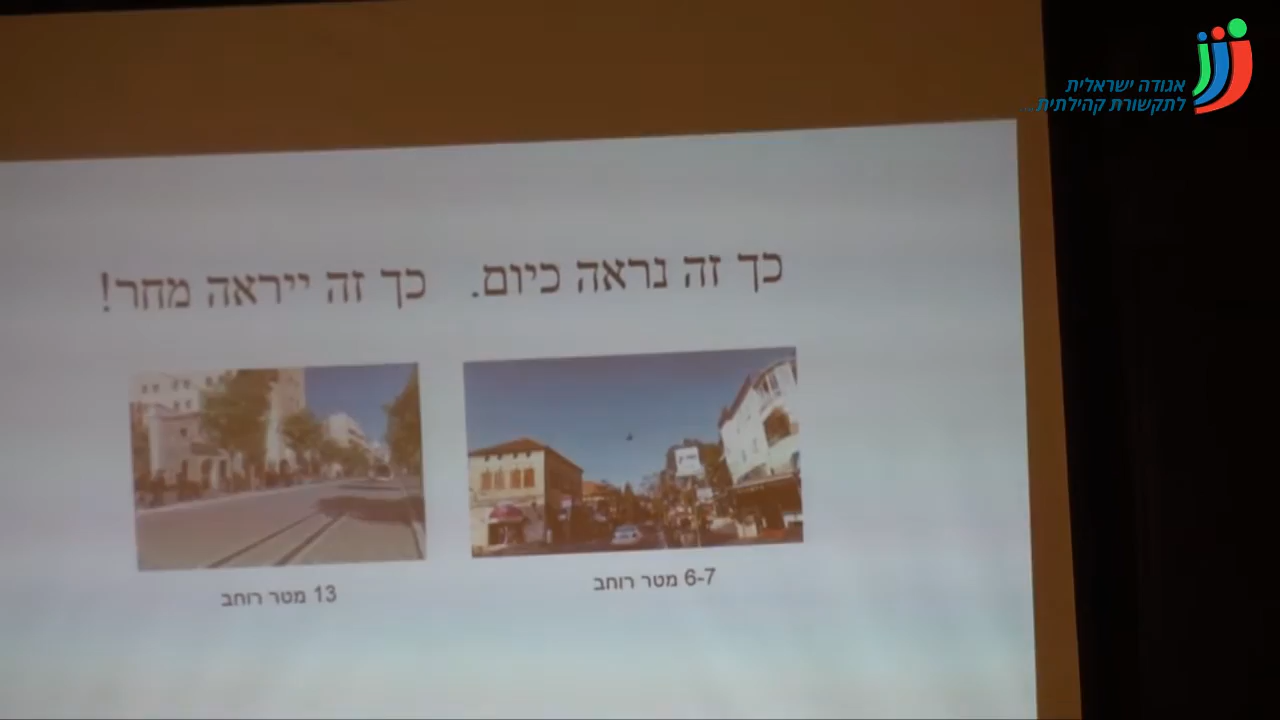 אגודה ישראלית
לתקשורת קהילתית...
כך זה נראה כיום.
כך זה ייראה מחר!
6-7 מטר רוחב
13 מטר רוחב